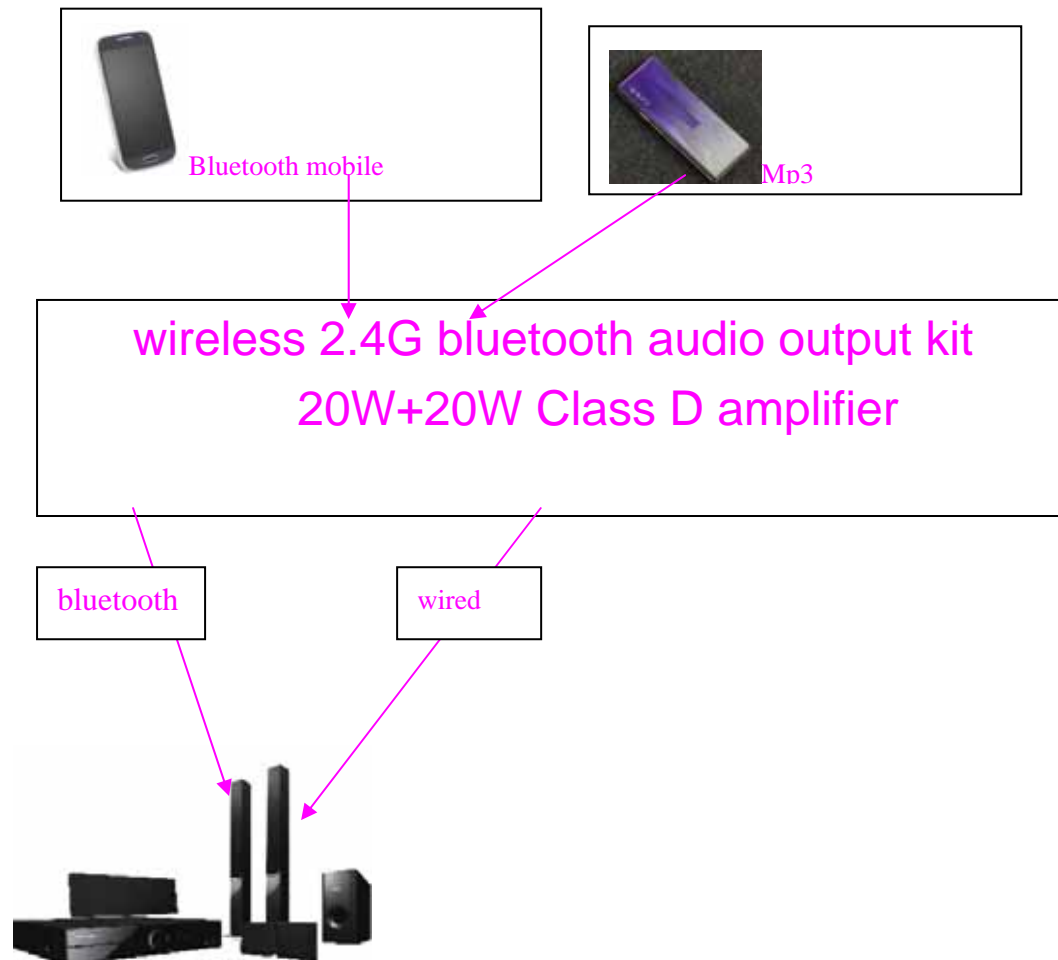 Bluetooth mobile
Mp3
wireless 2.4G bluetooth audio output kit
20W+20W Class D amplifier
bluetooth
wired